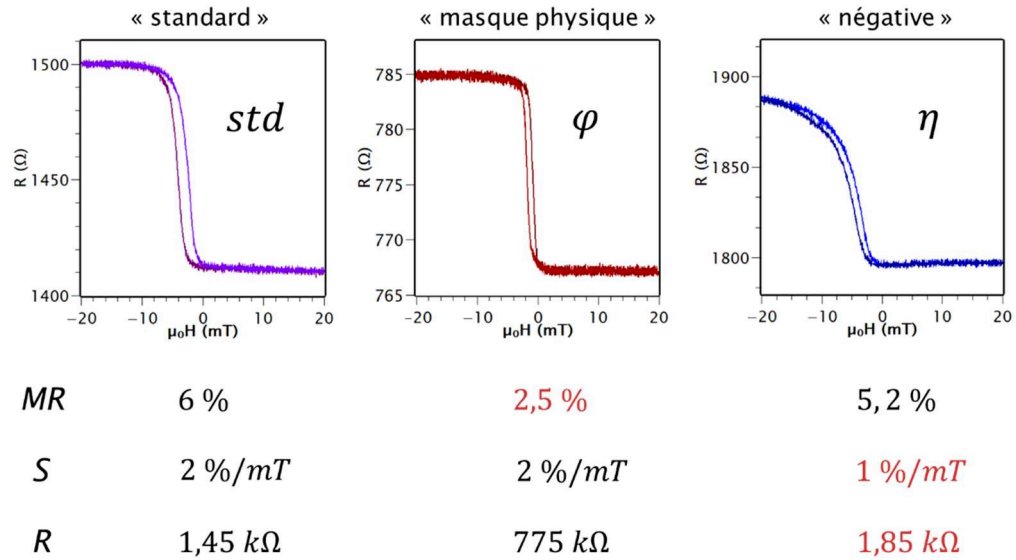 « standard »
« masque physique »
« négative »
R (Ω)
1500
1450
1400
std
−20 −10 0 10 20
µ₀H (mT)
R (Ω)
785
780
775
770
765
φ
−20 −10 0 10 20
µ₀H (mT)
R (Ω)
1900
1850
1800
η
−20 −10 0 10 20
µ₀H (mT)
MR 6 % 2,5 % 5, 2 %
S 2 %/mT 2 %/mT 1 %/mT
R 1,45 kΩ 775 kΩ 1,85 kΩ